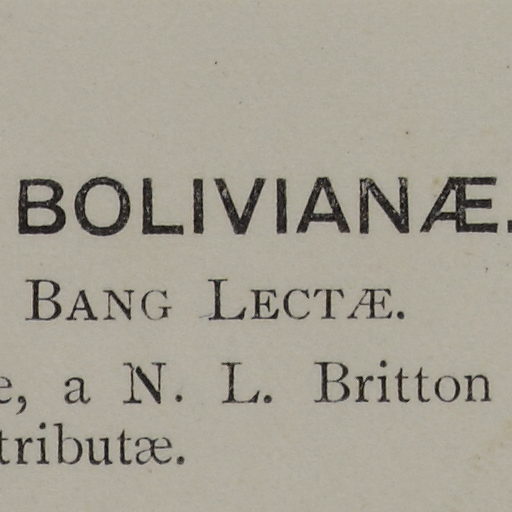 BOLIVIANÆ.
BANG LECTÆ.
e, a N. L. Britton
tributæ.